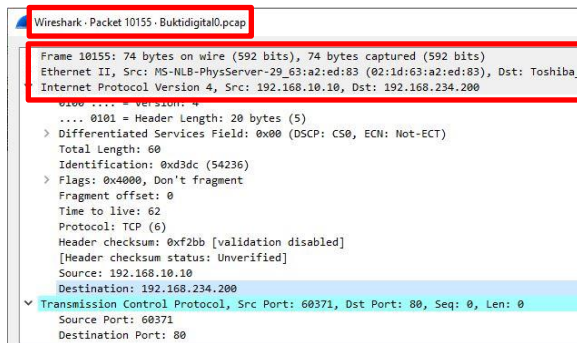 Wireshark · Packet 10155 · Buktidigital0.pcap
Frame 10155: 74 bytes on wire (592 bits), 74 bytes captured (592 bits)
Ethernet II, Src: MS-NLB-PhysServer-29_63:a2:ed:83 (02:1d:63:a2:ed:83), Dst: Toshiba_
Internet Protocol Version 4, Src: 192.168.10.10, Dst: 192.168.234.200
0100 .... = Version: 4
.... 0101 = Header Length: 20 bytes (5)
> Differentiated Services Field: 0x00 (DSCP: CS0, ECN: Not-ECT)
Total Length: 60
Identification: 0xd3dc (54236)
> Flags: 0x4000, Don't fragment
Fragment offset: 0
Time to live: 62
Protocol: TCP (6)
Header checksum: 0xf2bb [validation disabled]
[Header checksum status: Unverified]
Source: 192.168.10.10
Destination: 192.168.234.200
Transmission Control Protocol, Src Port: 60371, Dst Port: 80, Seq: 0, Len: 0
Source Port: 60371
Destination Port: 80